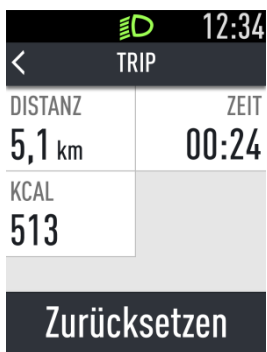 12:34
TRIP
DISTANZ ZEIT
5,1 km 00:24
KCAL
513
Zurücksetzen